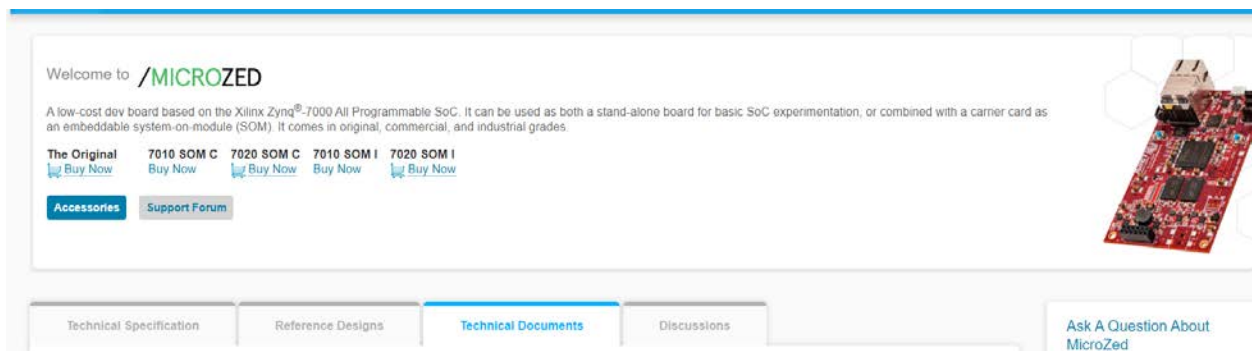 Welcome to /MICROZED
A low-cost dev board based on the Xilinx Zynq®-7000 All Programmable SoC. It can be used as both a stand-alone board for basic SoC experimentation, or combined with a carrier card as
an embeddable system-on-module (SOM). It comes in original, commercial, and industrial grades.
The Original 7010 SOM C 7020 SOM C 7010 SOM I 7020 SOM I
Buy Now Buy Now Buy Now Buy Now Buy Now
Accessories Support Forum
Technical Specification Reference Designs Technical Documents Discussions
Ask A Question About
MicroZed